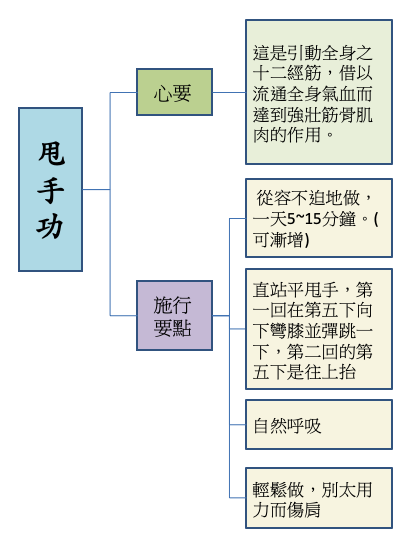 甩
手
功
心要
這是引動全身之
十二經筋，借以
流通全身氣血而
達到強壯筋骨肌
肉的作用。
施行
要點
從容不迫地做，
一天5~15分鐘。(
可漸增)
直站平甩手，第
一回在第五下向
下彎膝並彈跳一
下，第二回的第
五下是往上抬
自然呼吸
輕鬆做，別太用
力而傷肩